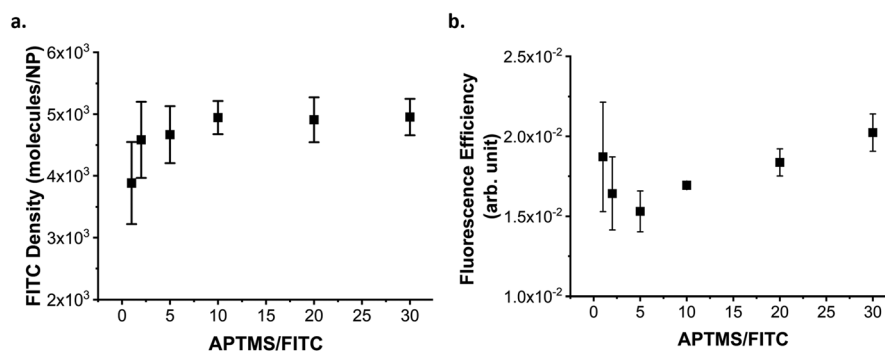 a.
FITC Density (molecules/NP)
6x10³
5x10³
4x10³
3x10³
2x10³
0 5 10 15 20 25 30
APTMS/FITC
b.
Fluorescence Efficiency
(arb. unit)
2.5x10⁻²
2.0x10⁻²
1.5x10⁻²
1.0x10⁻²
0 5 10 15 20 25 30
APTMS/FITC